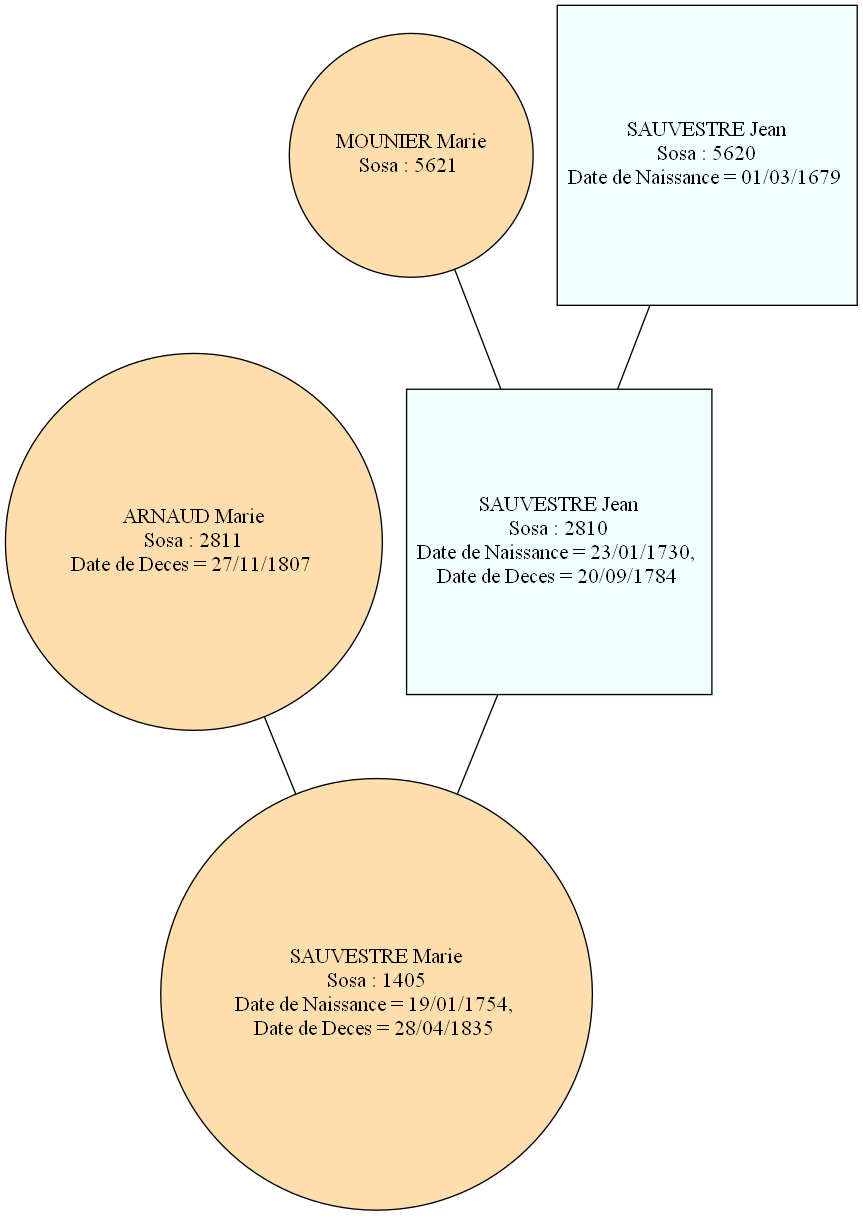 MOUNIER Marie
Sosa : 5621
SAUVESTRE Jean
Sosa : 5620
Date de Naissance = 01/03/1679
ARNAUD Marie
Sosa : 2811
Date de Deces = 27/11/1807
SAUVESTRE Jean
Sosa : 2810
Date de Naissance = 23/01/1730,
Date de Deces = 20/09/1784
SAUVESTRE Marie
Sosa : 1405
Date de Naissance = 19/01/1754,
Date de Deces = 28/04/1835